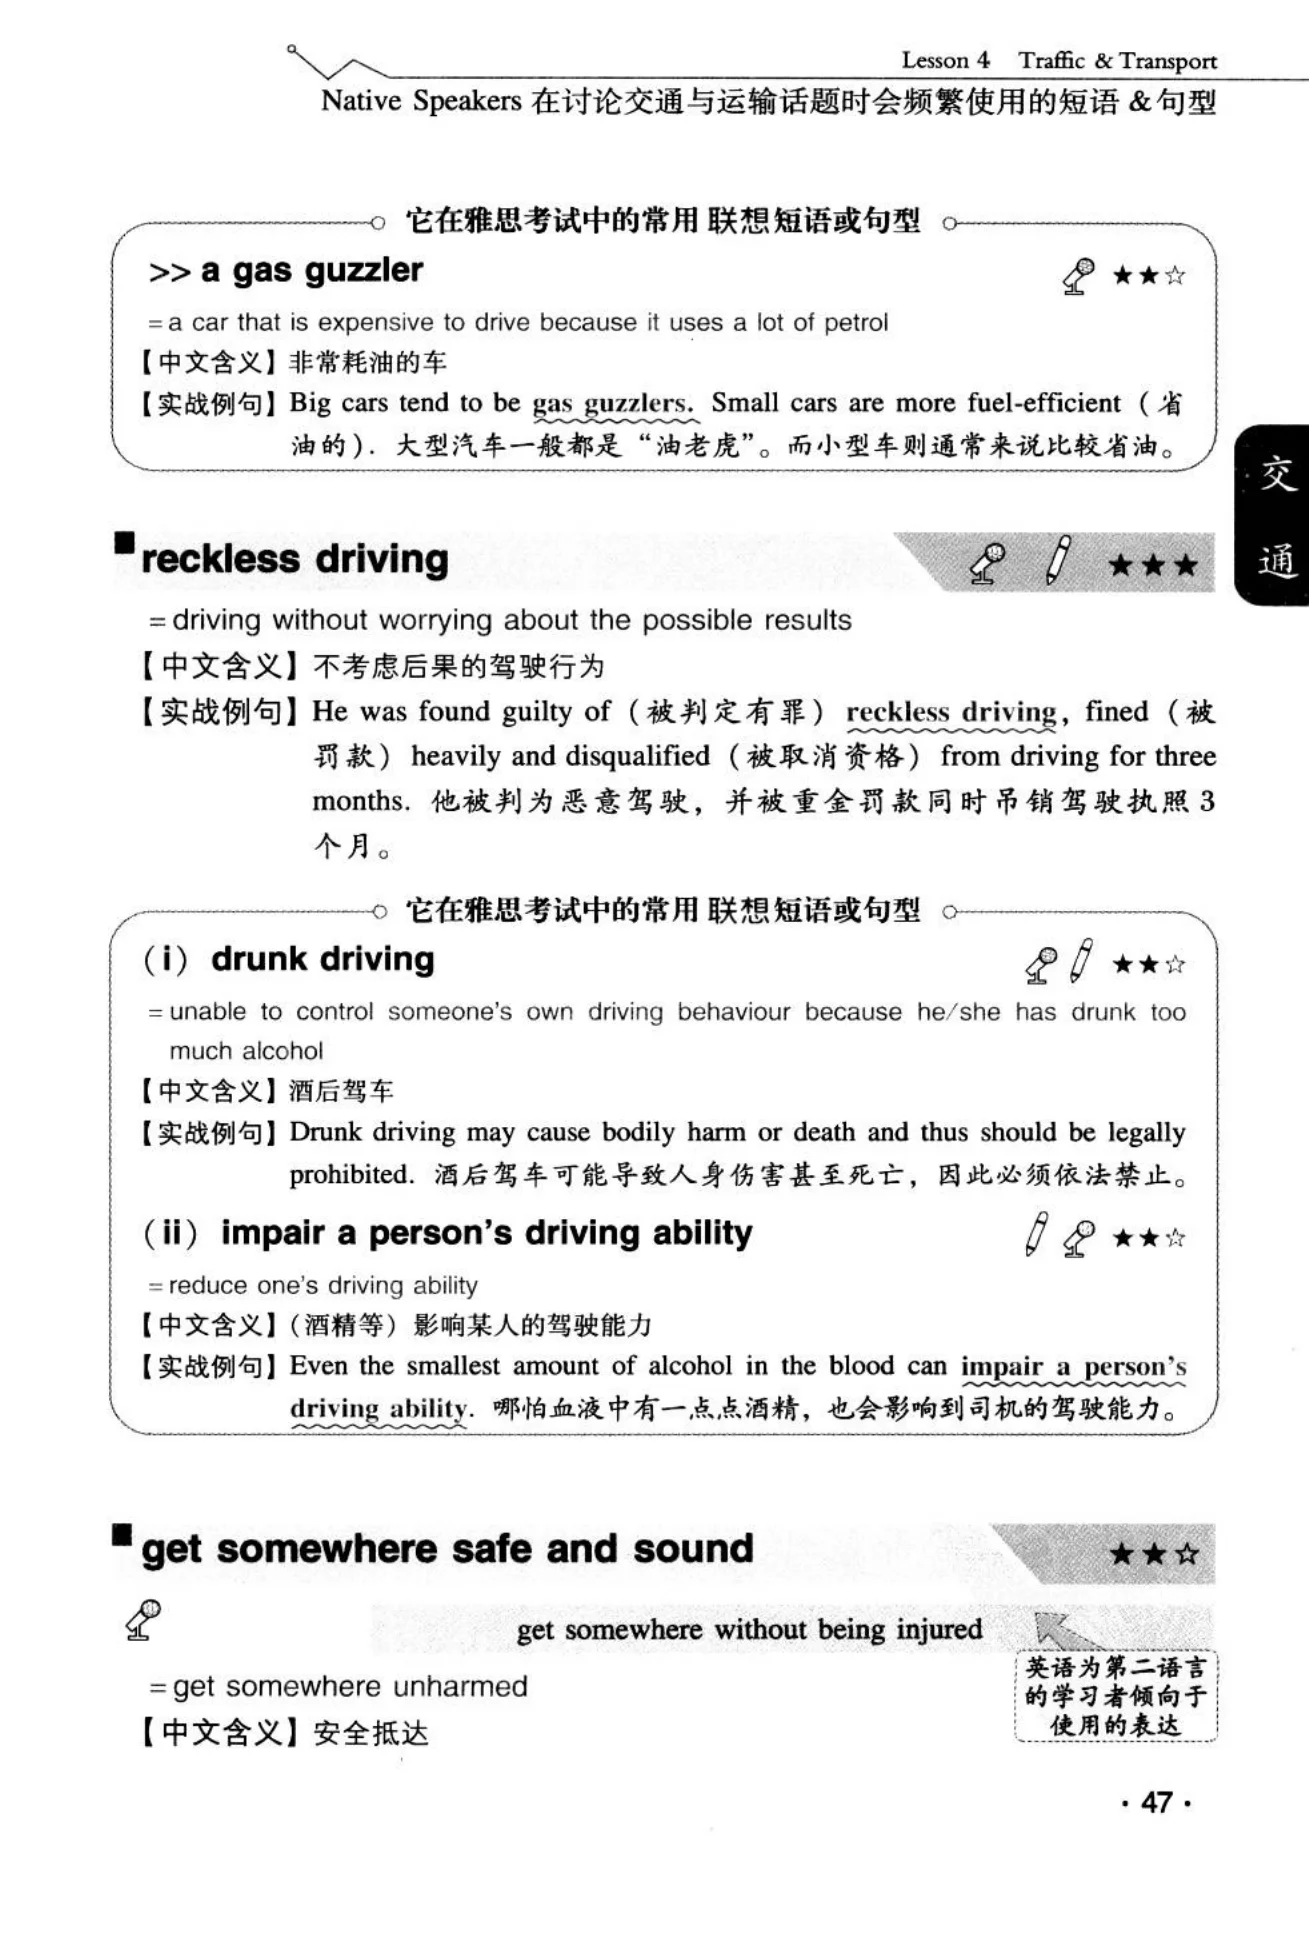 Lesson 4 Traffic & Transport
Native Speakers 在讨论交通与运输话题时会频繁使用的短语 &句型
它在雅思考试中的常用 联想短语或句型
>> a gas guzzler ★★☆
=a car that is expensive to drive because it uses a lot of petrol
【中文含义】非常耗油的车
【实战例句】Big cars tend to be gas guzzlers. Small cars are more fuel-efficient (省
油的). 大型汽车一般都是“油老虎”。而小型车则通常来说比较省油。
交
通
■ reckless driving ★★★
=driving without worrying about the possible results
【中文含义】不考虑后果的驾驶行为
【实战例句】He was found guilty of (被判定有罪) reckless driving, fined (被
罚款) heavily and disqualified (被取消资格) from driving for three
months. 他被判为恶意驾驶，并被重金罚款同时吊销驾驶执照 3
个月。
它在雅思考试中的常用 联想短语或句型
(i) drunk driving ★★☆
=unable to control someone's own driving behaviour because he/she has drunk too
much alcohol
【中文含义】酒后驾车
【实战例句】Drunk driving may cause bodily harm or death and thus should be legally
prohibited. 酒后驾车可能导致人身伤害甚至死亡，因此必须依法禁止。
(ii) impair a person's driving ability ★★☆
=reduce one's driving ability
【中文含义】(酒精等) 影响某人的驾驶能力
【实战例句】Even the smallest amount of alcohol in the blood can impair a person's
driving ability. 哪怕血液中有一点点酒精，也会影响到司机的驾驶能力。
■ get somewhere safe and sound ★★☆
get somewhere without being injured
英语为第二语言
的学习者倾向于
使用的表达
=get somewhere unharmed
【中文含义】安全抵达
· 47 ·